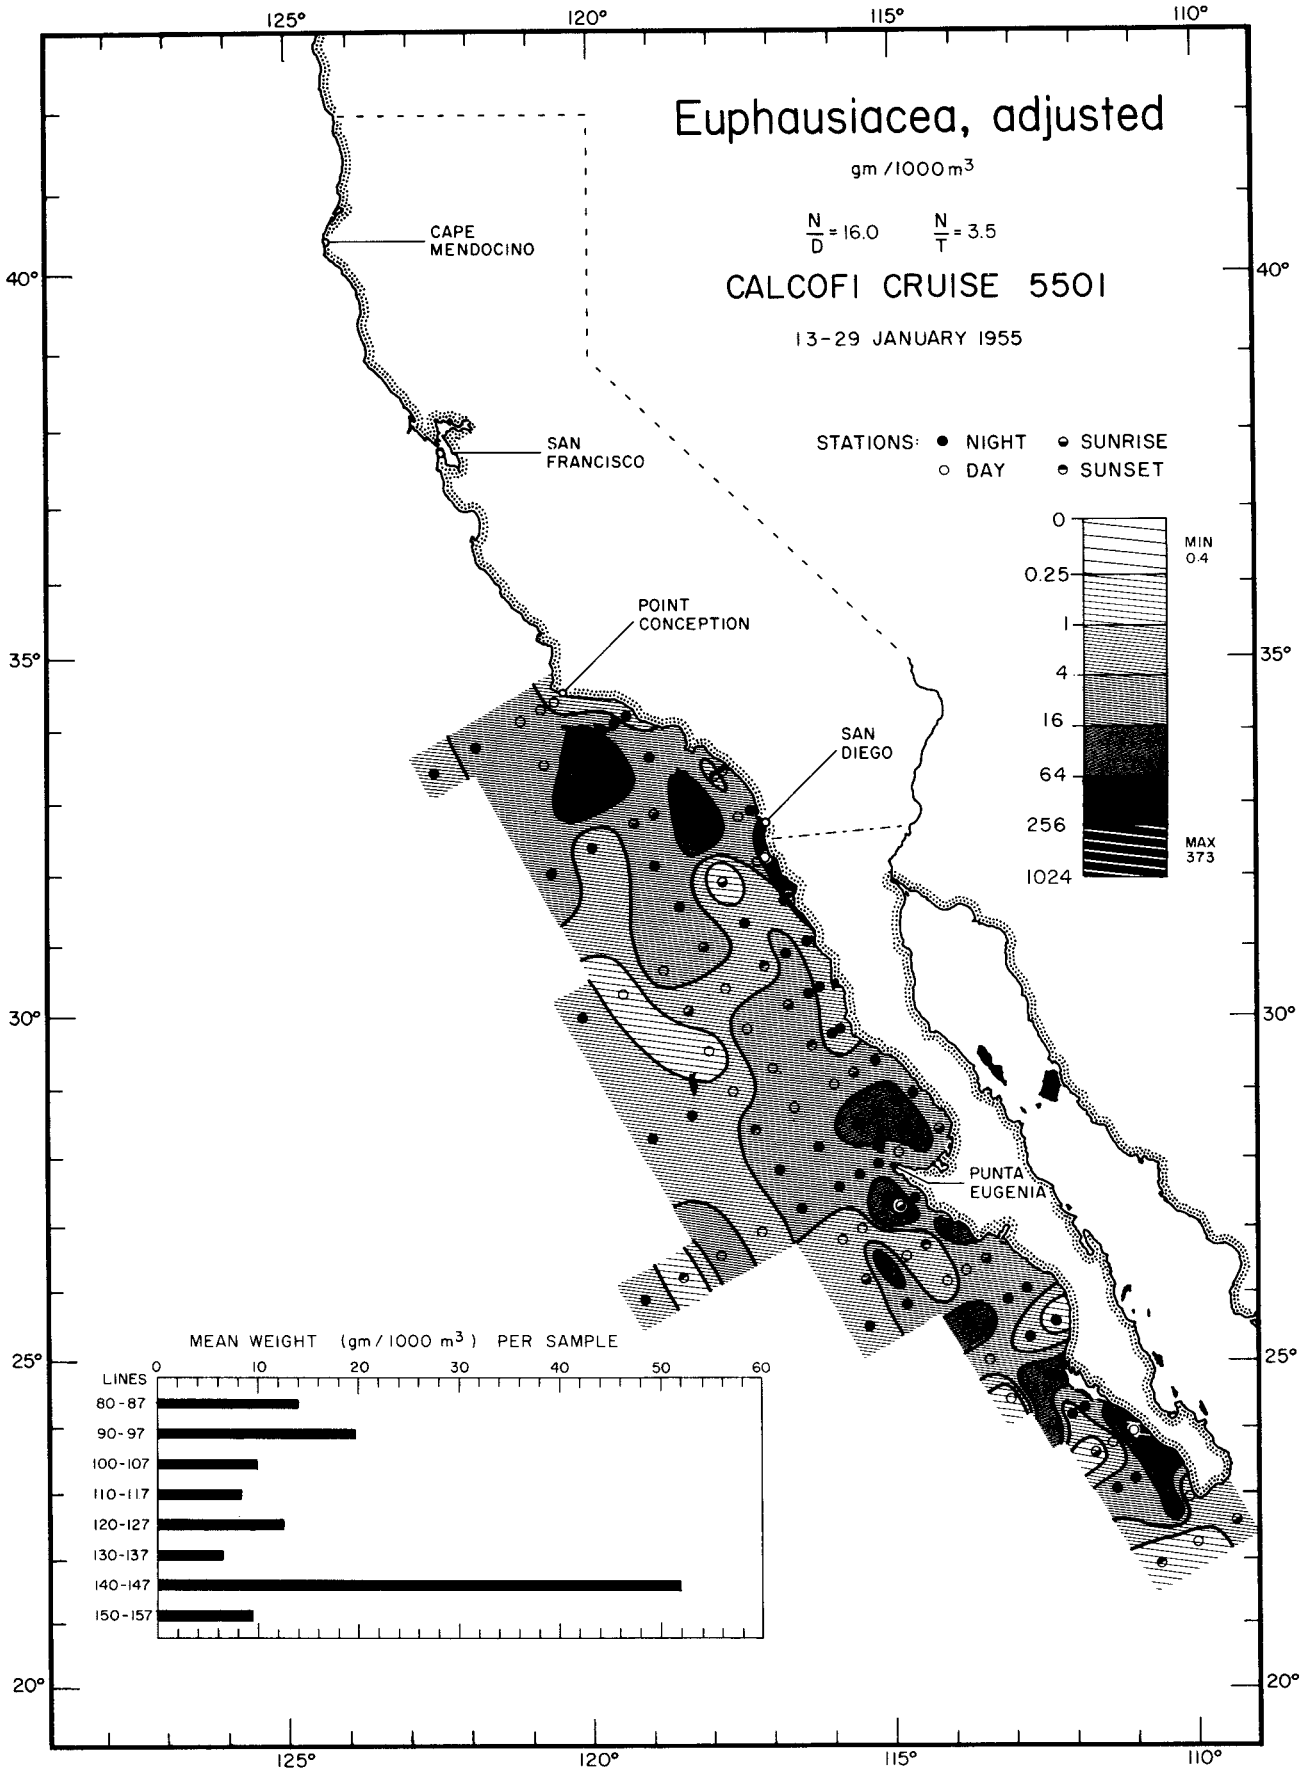 125° 120° 115° 110°
Euphausiacea, adjusted
gm/1000m³
N/D = 16.0 N/T = 3.5
CALCOFI CRUISE 5501
13-29 JANUARY 1955
CAPE
MENDOCINO
40° 40°
SAN
FRANCISCO
STATIONS: ● NIGHT SUNRISE
○ DAY SUNSET
0
MIN
0.4
0.25
1
4
16
64
256
MAX
373
1024
POINT
CONCEPTION
35° 35°
SAN
DIEGO
30° 30°
PUNTA
EUGENIA
25° 25°
MEAN WEIGHT (gm/1000 m³) PER SAMPLE
LINES 0 10 20 30 40 50 60
80-87
90-97
100-107
110-117
120-127
130-137
140-147
150-157
20° 20°
125° 120° 115° 110°